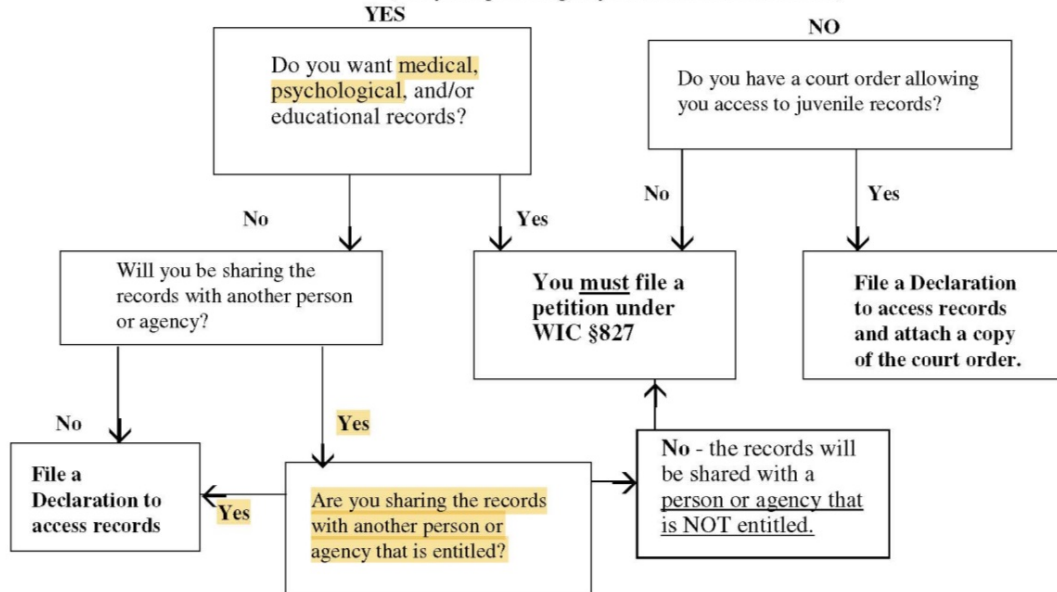 YES
NO
Do you want medical,
psychological, and/or
educational records?
Do you have a court order allowing
you access to juvenile records?
No
Yes
No
Yes
Will you be sharing the
records with another person
or agency?
You must file a
petition under
WIC §827
File a Declaration
to access records
and attach a copy
of the court order.
No
Yes
File a
Declaration to
access records
Yes
Are you sharing the records
with another person or
agency that is entitled?
No - the records will
be shared with a
person or agency that
is NOT entitled.